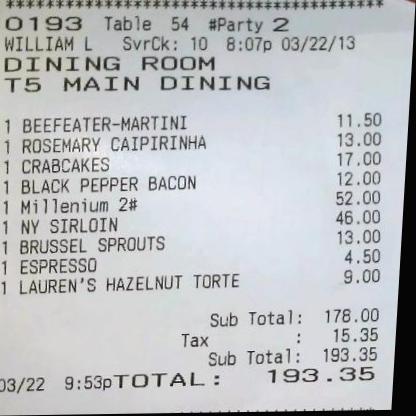 0193 Table 54 #Party 2
WILLIAM L SvrCk: 10 8:07p 03/22/13
DINING ROOM
T5 MAIN DINING
1 BEEFEATER-MARTINI 11.50
1 ROSEMARY CAIPIRINHA 13.00
1 CRABCAKES 17.00
1 BLACK PEPPER BACON 12.00
1 Millenium 2# 52.00
1 NY SIRLOIN 46.00
1 BRUSSEL SPROUTS 13.00
1 ESPRESSO 4.50
1 LAUREN'S HAZELNUT TORTE 9.00
Sub Total: 178.00
Tax : 15.35
Sub Total: 193.35
03/22 9:53pTOTAL: 193.35